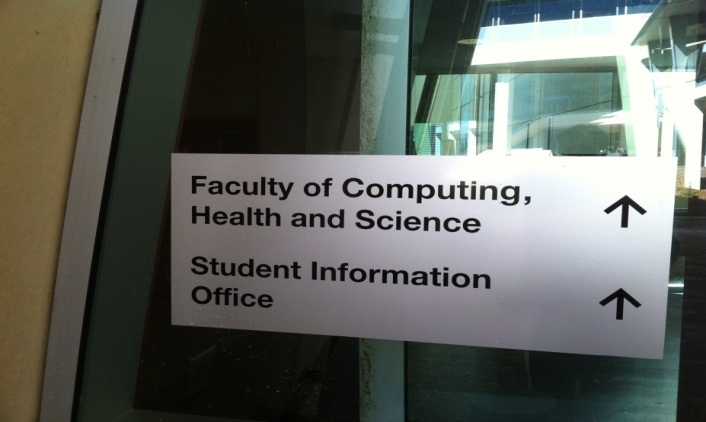 Faculty of Computing,
Health and Science
Student Information
Office